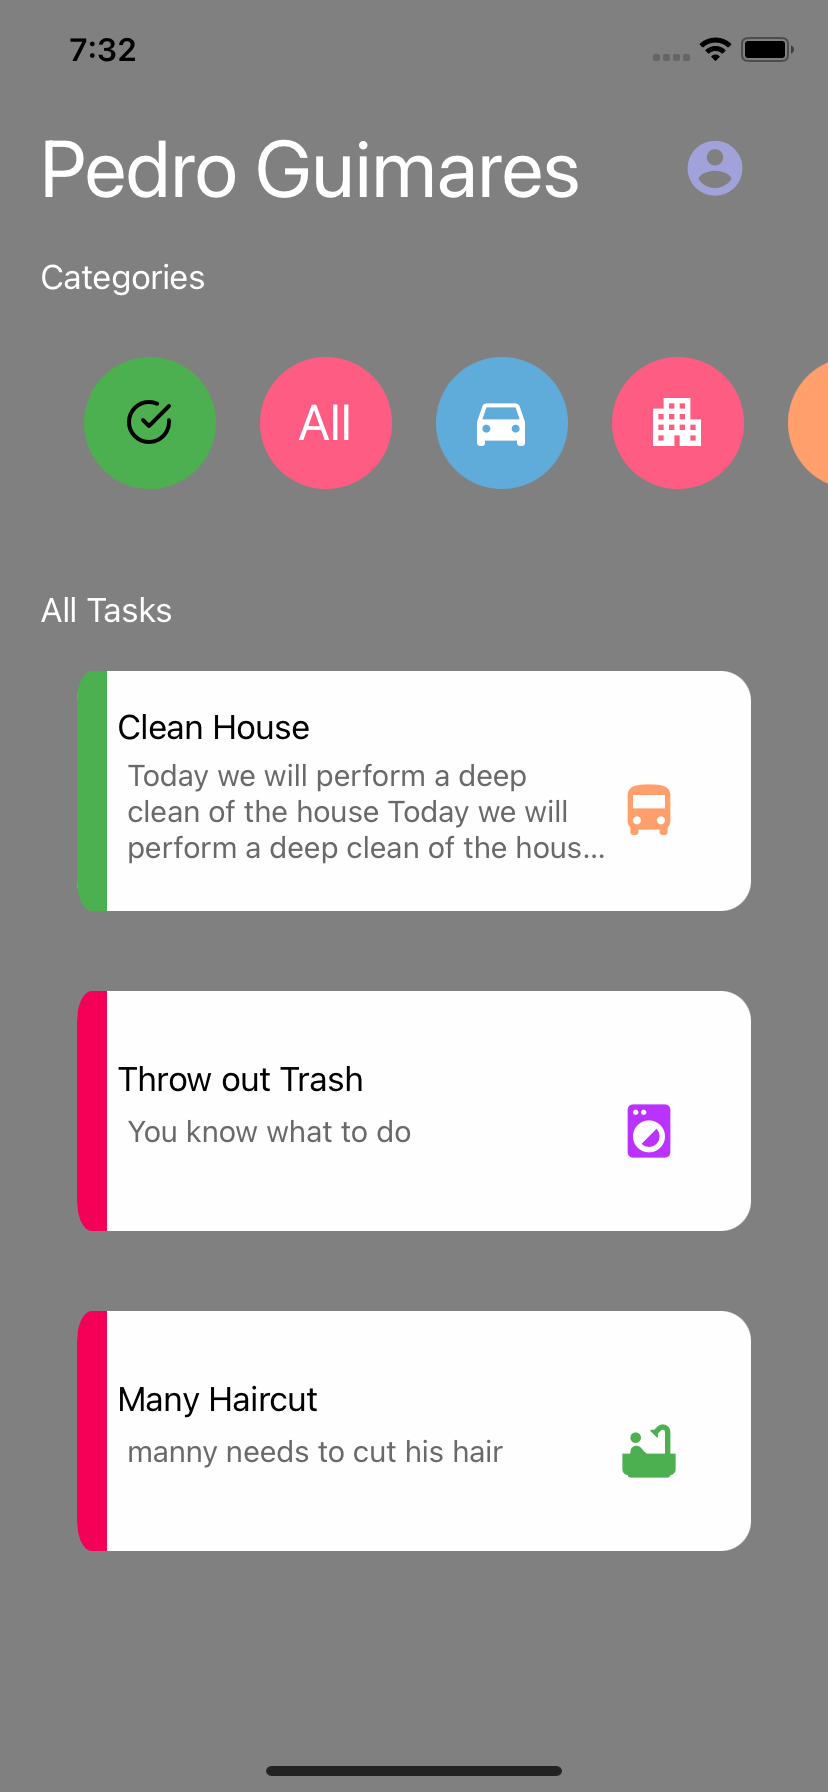 7:32
Pedro Guimares
Categories
All
All Tasks
Clean House
Today we will perform a deep
clean of the house Today we will
perform a deep clean of the hous...
Throw out Trash
You know what to do
Many Haircut
manny needs to cut his hair